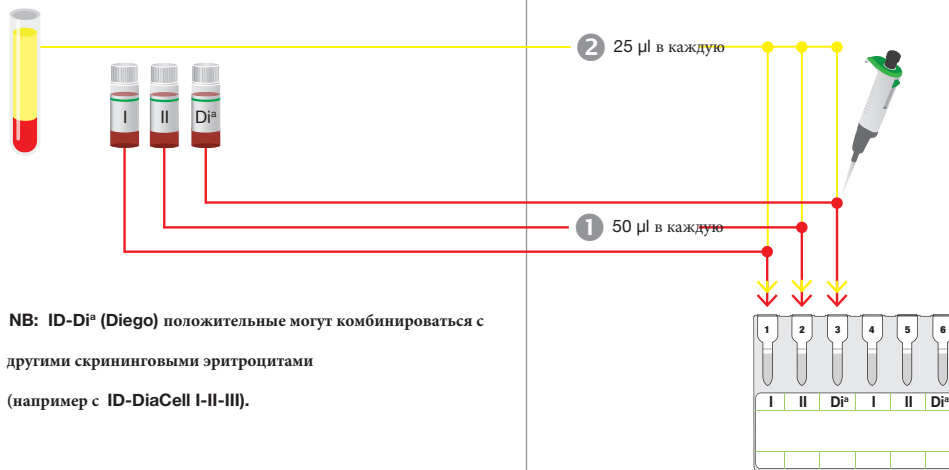 2 25 µl в каждую
I II Diª
1 50 µl в каждую
NB: ID-Diª (Diego) положительные могут комбинироваться с
другими скрининговыми эритроцитами
(например с ID-DiaCell I-II-III).
1 2 3 4 5 6
I II Diª I II Diª